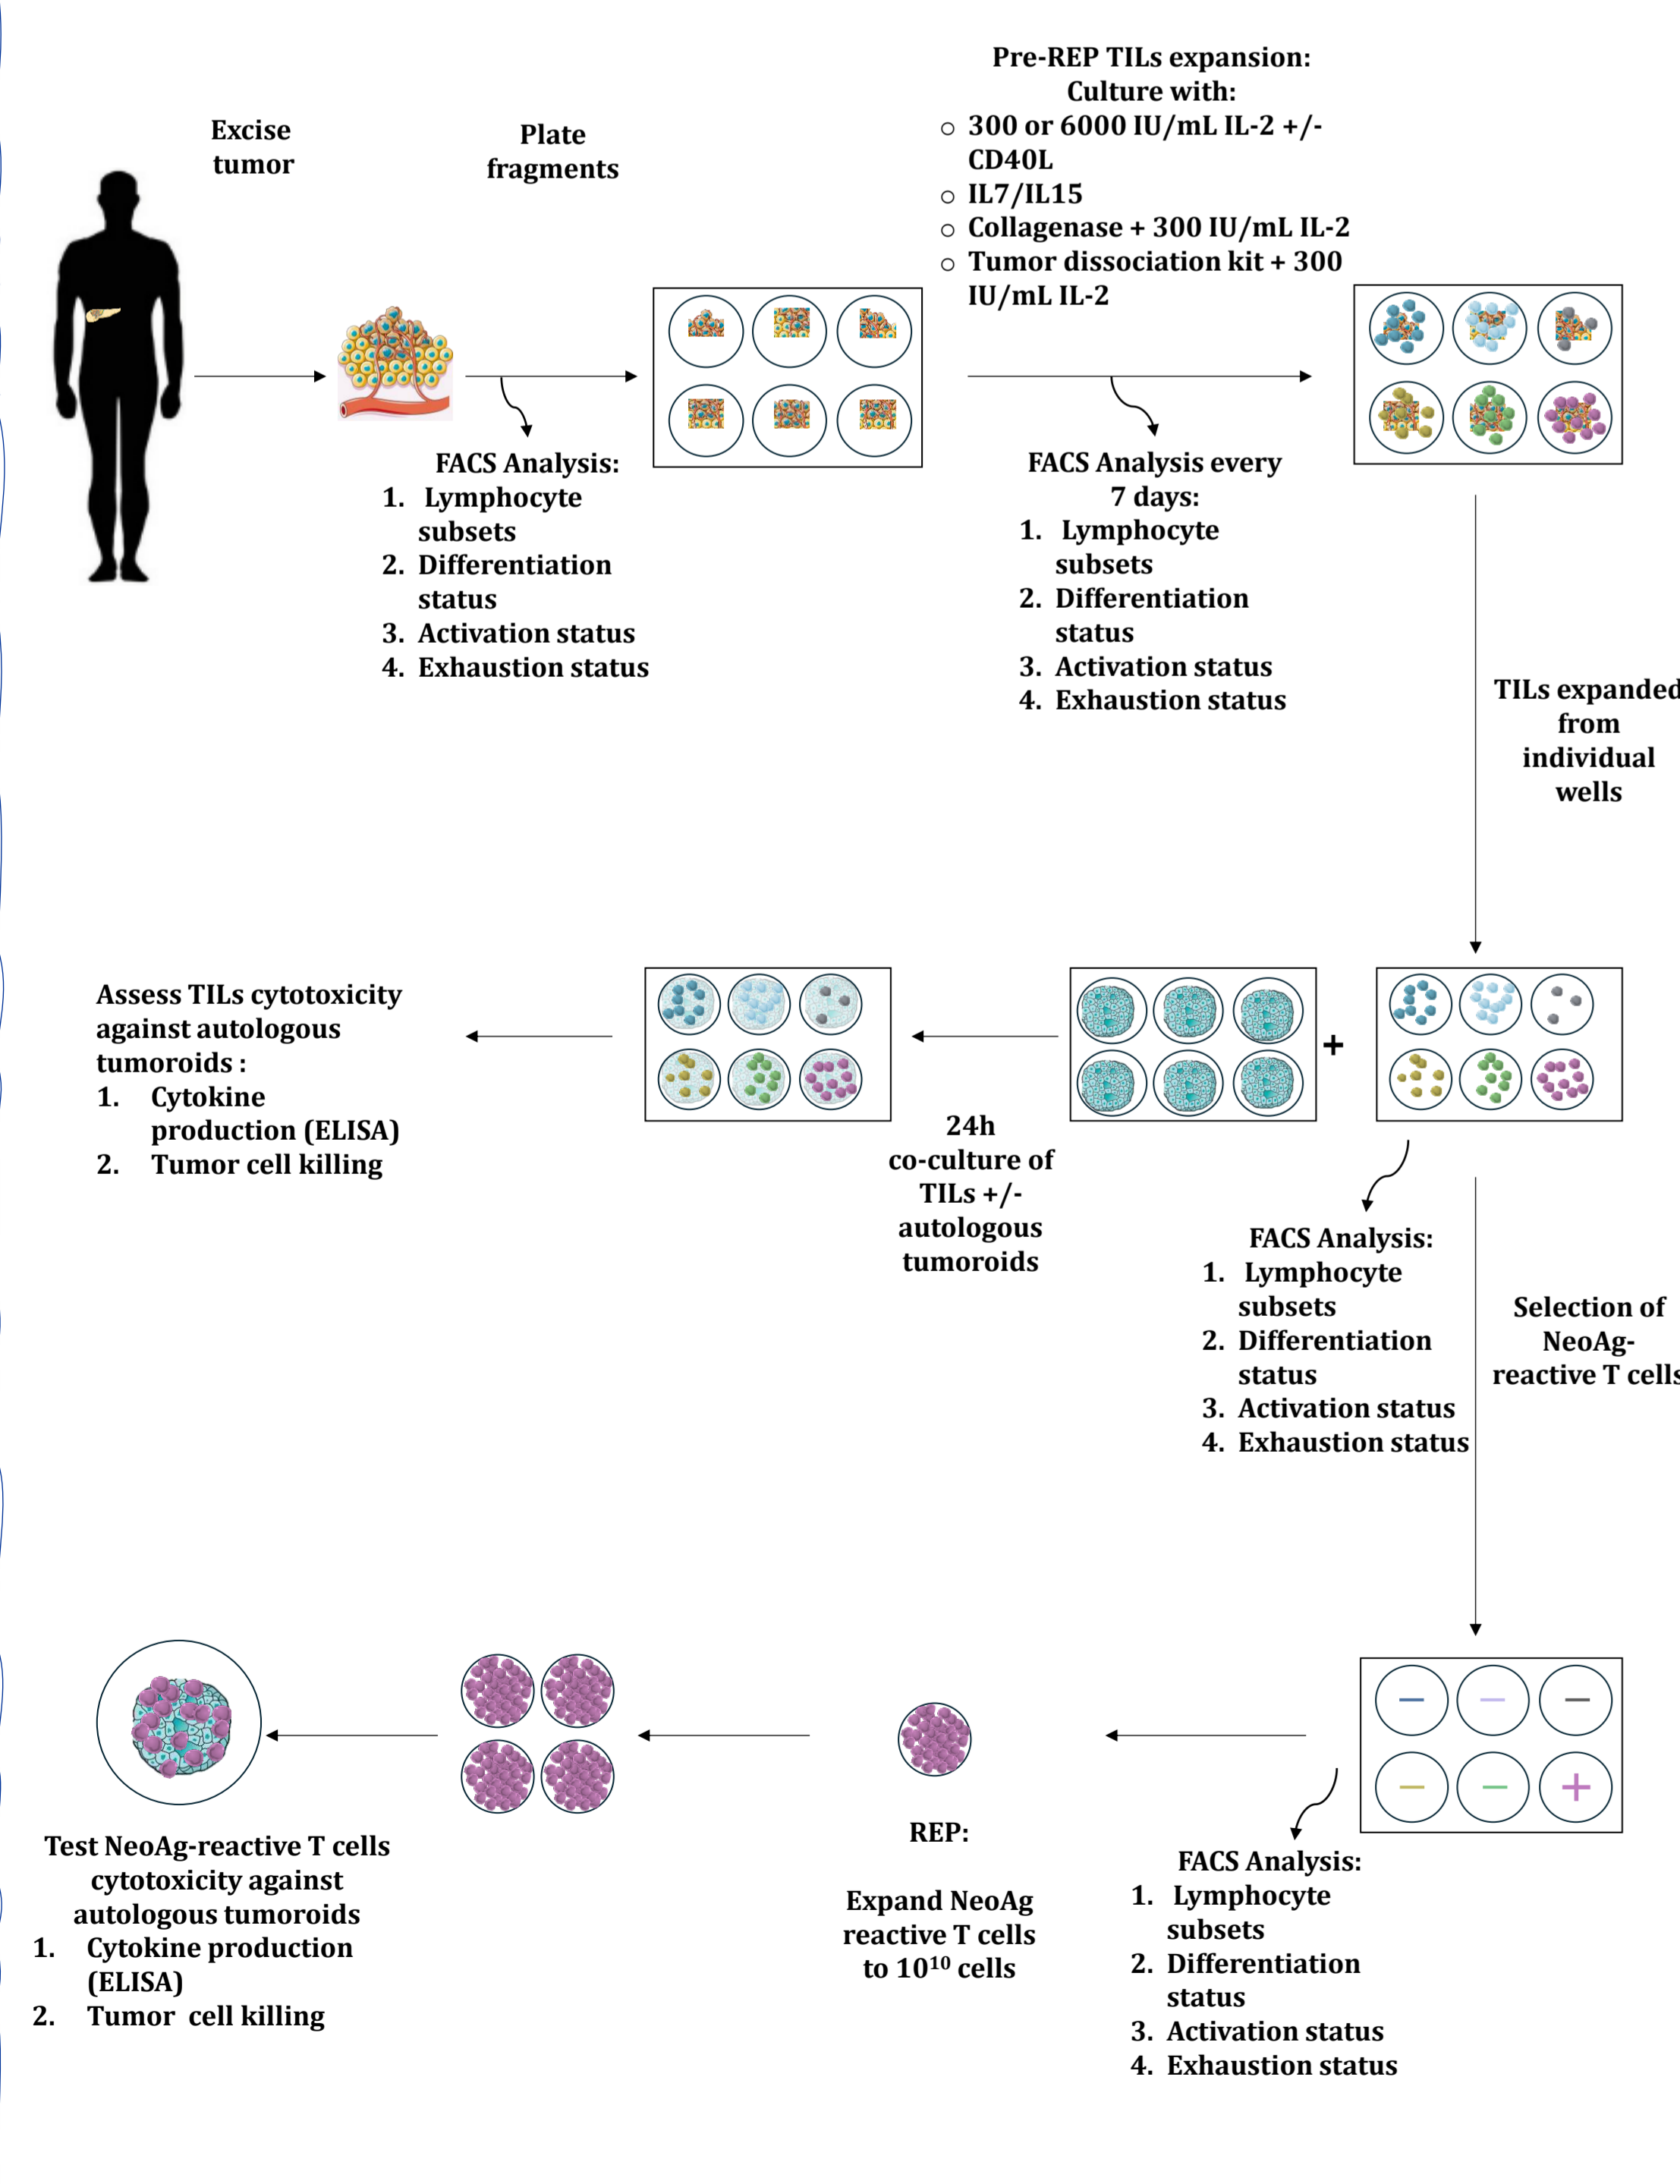 Excise
tumor
Plate
fragments
Pre-REP TILs expansion:
Culture with:
○ 300 or 6000 IU/mL IL-2 +/-
CD40L
○ IL7/IL15
○ Collagenase + 300 IU/mL IL-2
○ Tumor dissociation kit + 300
IU/mL IL-2
FACS Analysis:
1. Lymphocyte
subsets
2. Differentiation
status
3. Activation status
4. Exhaustion status
FACS Analysis every
7 days:
1. Lymphocyte
subsets
2. Differentiation
status
3. Activation status
4. Exhaustion status
TILs expanded
from
individual
wells
Assess TILs cytotoxicity
against autologous
tumoroids :
1. Cytokine
production (ELISA)
2. Tumor cell killing
24h
co-culture of
TILs +/-
autologous
tumoroids
+
FACS Analysis:
1. Lymphocyte
subsets
2. Differentiation
status
3. Activation status
4. Exhaustion status
Selection of
NeoAg-
reactive T cells
Test NeoAg-reactive T cells
cytotoxicity against
autologous tumoroids
1. Cytokine production
(ELISA)
2. Tumor cell killing
REP:
Expand NeoAg
reactive T cells
to 10¹⁰ cells
− − −
− − +
FACS Analysis:
1. Lymphocyte
subsets
2. Differentiation
status
3. Activation status
4. Exhaustion status